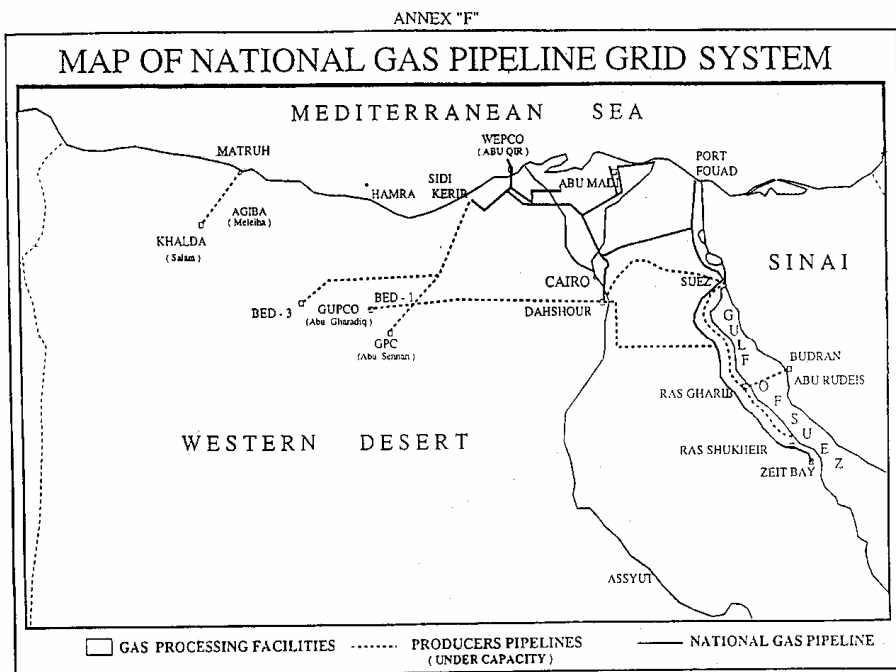 ANNEX "F"
MAP OF NATIONAL GAS PIPELINE GRID SYSTEM
MEDITERRANEAN SEA
MATRUH
HAMRA
SIDI
KERIR
WEPCO
(ABU QIR)
ABU MADI
PORT
FOUAD
AGIBA
(Meleiha)
KHALDA
(Salam)
SINAI
CAIRO
SUEZ
BED - 3
BED - 1
GUPCO
(Abu Gharadiq)
DAHSHOUR
GPC
(Abu Sennan)
GULF OF SUEZ
BUDRAN
ABU RUDEIS
RAS GHARIB
WESTERN DESERT
RAS SHUKHEIR
ZEIT BAY
ASSYUT
GAS PROCESSING FACILITIES
PRODUCERS PIPELINES
(UNDER CAPACITY)
NATIONAL GAS PIPELINE